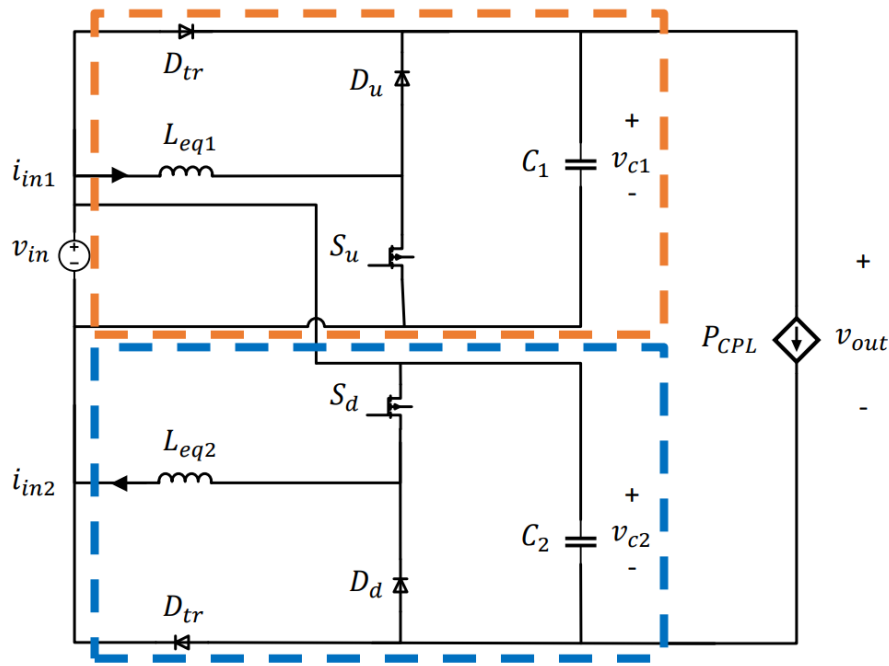 D_tr
D_u
L_eq1
i_in1
C_1
+
v_c1
-
S_u
v_in
+
-
P_CPL
+
v_out
-
S_d
L_eq2
i_in2
C_2
+
v_c2
-
D_d
D_tr